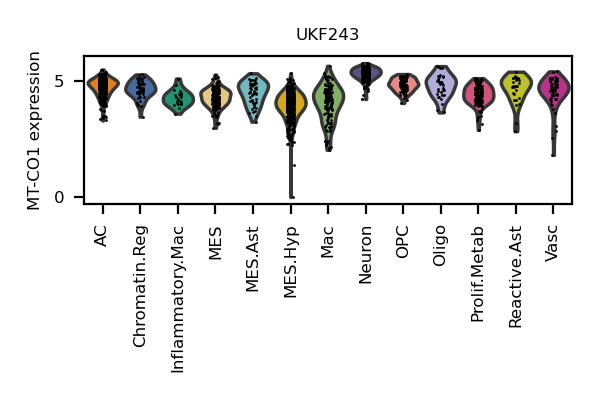 UKF243
MT-CO1 expression
5
0
AC
Chromatin.Reg
Inflammatory.Mac
MES
MES.Ast
MES.Hyp
Mac
Neuron
OPC
Oligo
Prolif.Metab
Reactive.Ast
Vasc